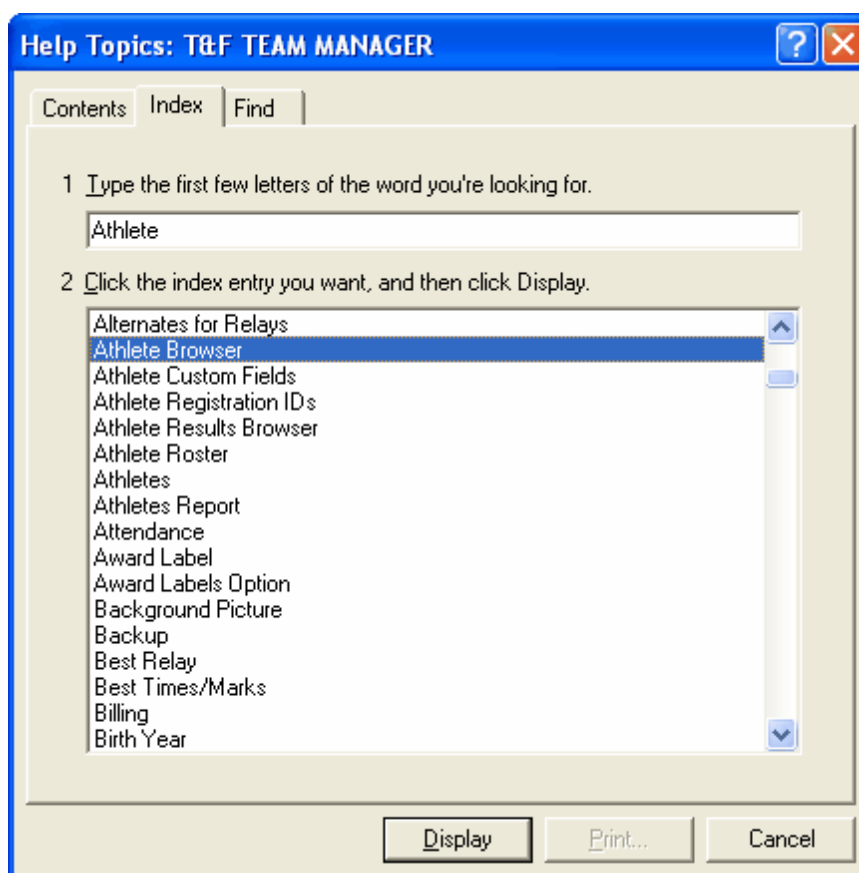 Help Topics: T&F TEAM MANAGER
Contents Index Find
1 Type the first few letters of the word you're looking for.
Athlete
2 Click the index entry you want, and then click Display.
Alternates for Relays
Athlete Browser
Athlete Custom Fields
Athlete Registration IDs
Athlete Results Browser
Athlete Roster
Athletes
Athletes Report
Attendance
Award Label
Award Labels Option
Background Picture
Backup
Best Relay
Best Times/Marks
Billing
Birth Year
Display Print... Cancel